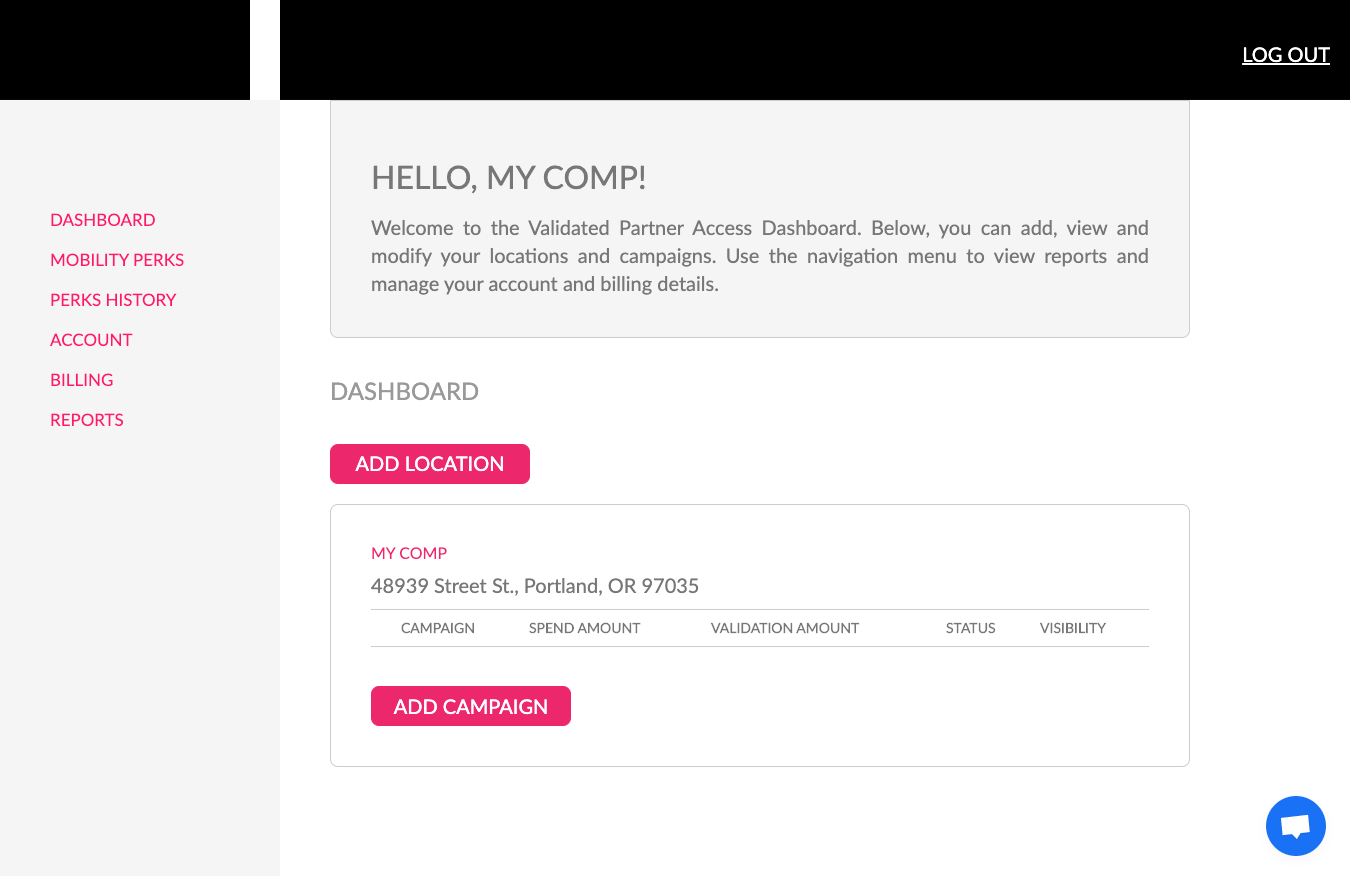 LOG OUT
DASHBOARD
MOBILITY PERKS
PERKS HISTORY
ACCOUNT
BILLING
REPORTS
HELLO, MY COMP!
Welcome to the Validated Partner Access Dashboard. Below, you can add, view and
modify your locations and campaigns. Use the navigation menu to view reports and
manage your account and billing details.
DASHBOARD
ADD LOCATION
MY COMP
48939 Street St., Portland, OR 97035
CAMPAIGN SPEND AMOUNT VALIDATION AMOUNT STATUS VISIBILITY
ADD CAMPAIGN